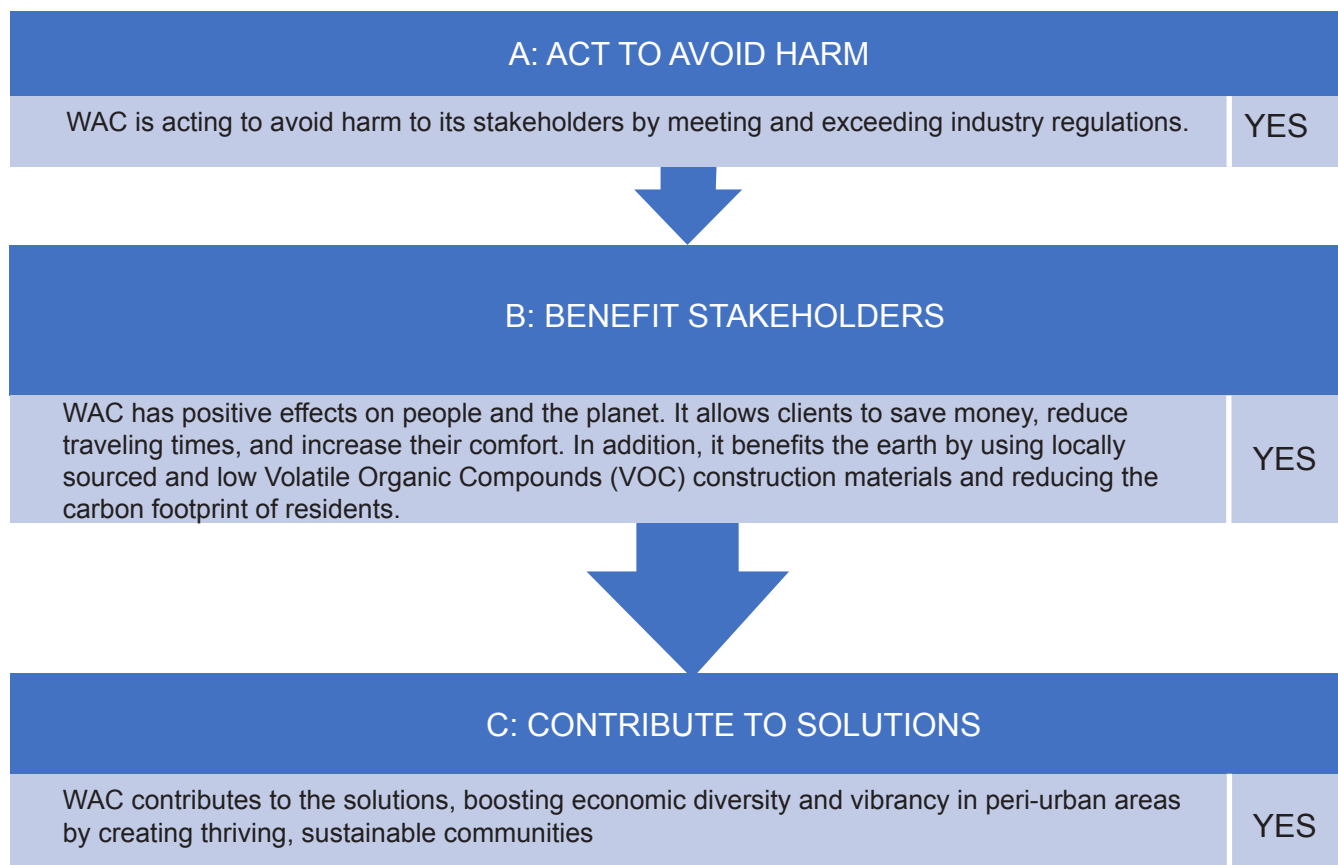 A: ACT TO AVOID HARM
WAC is acting to avoid harm to its stakeholders by meeting and exceeding industry regulations.
YES
B: BENEFIT STAKEHOLDERS
WAC has positive effects on people and the planet. It allows clients to save money, reduce
traveling times, and increase their comfort. In addition, it benefits the earth by using locally
sourced and low Volatile Organic Compounds (VOC) construction materials and reducing the
carbon footprint of residents.
YES
C: CONTRIBUTE TO SOLUTIONS
WAC contributes to the solutions, boosting economic diversity and vibrancy in peri-urban areas
by creating thriving, sustainable communities
YES